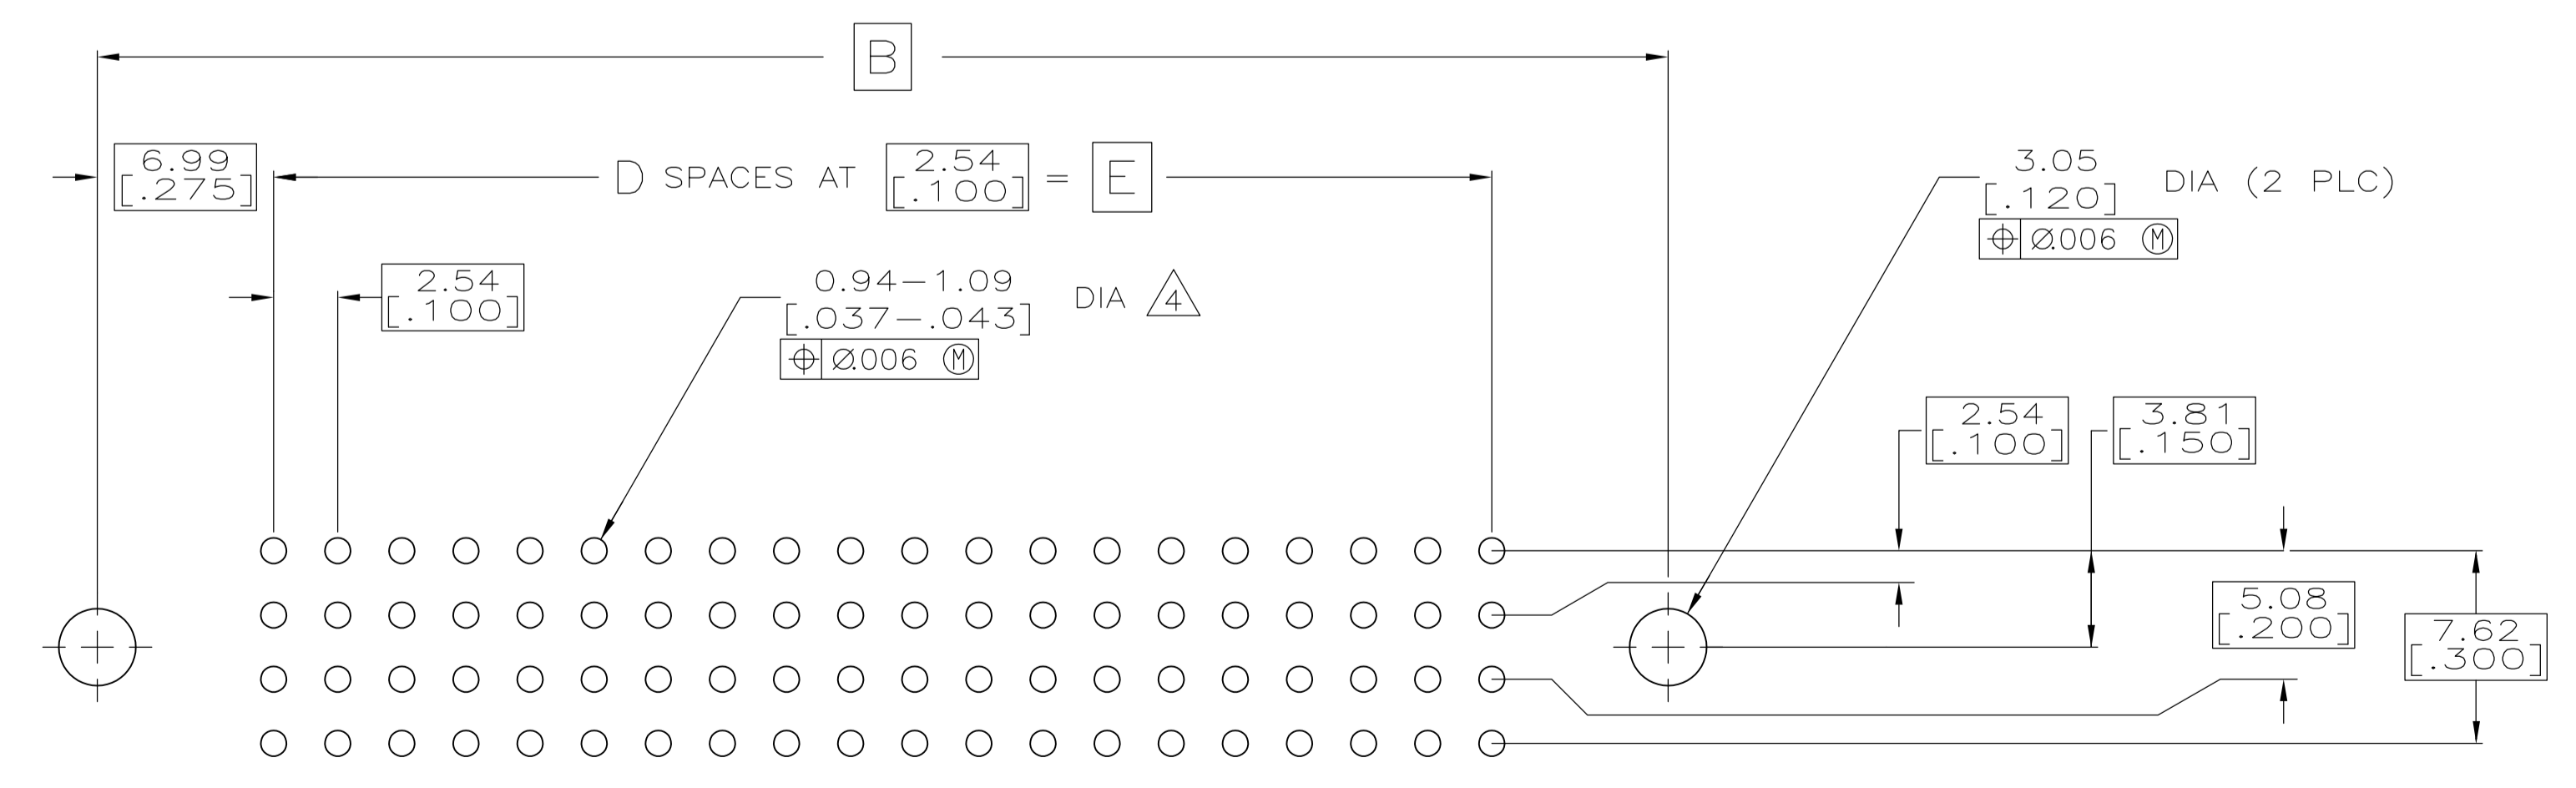 B
6.99
[.275]
D SPACES AT 2.54 = E
[.100]
3.05
[.120]
DIA (2 PLC)
⌖ Ø.006 Ⓜ
2.54
[.100]
0.94-1.09
[.037-.043]
DIA 4
⌖ Ø.006 Ⓜ
2.54
[.100]
3.81
[.150]
5.08
[.200]
7.62
[.300]